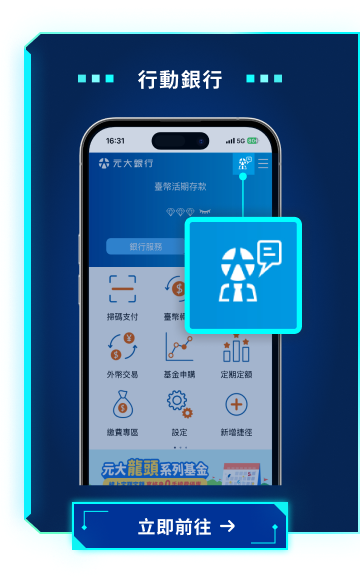 行動銀行
16:31
5G
元大銀行
臺幣活期存款
銀行服務
掃碼支付
外幣交易
基金申購
定期定額
繳費專區
設定
新增捷徑
元大龍頭系列基金
立即前往 →